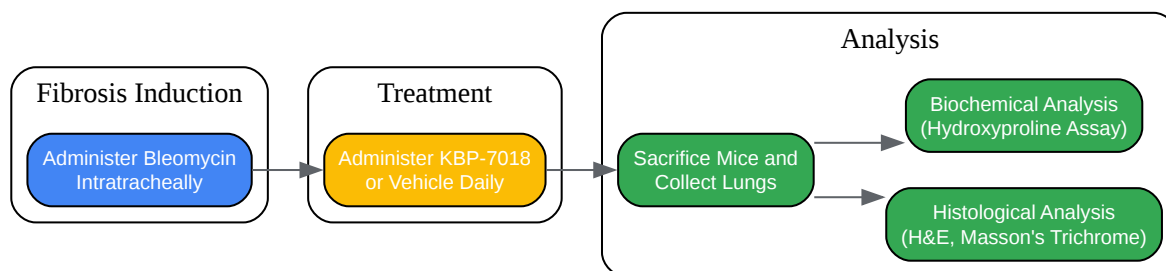 Fibrosis Induction
Administer Bleomycin
Intratracheally
Treatment
Administer KBP-7018
or Vehicle Daily
Analysis
Sacrifice Mice and
Collect Lungs
Biochemical Analysis
(Hydroxyproline Assay)
Histological Analysis
(H&E, Masson's Trichrome)